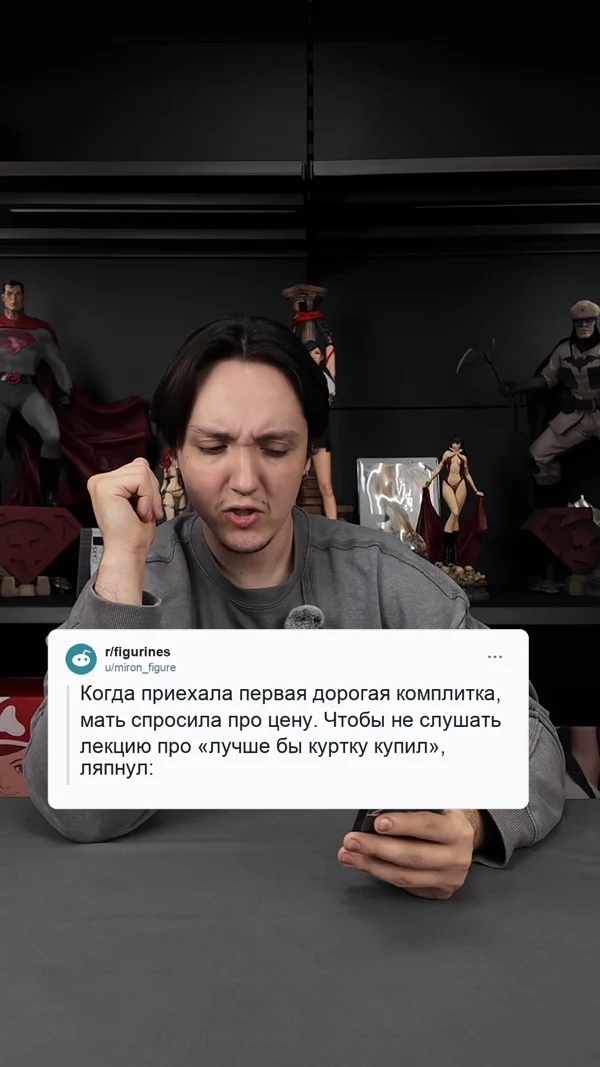 r/figurines
u/miron_figure
Когда приехала первая дорогая комплитка,
мать спросила про цену. Чтобы не слушать
лекцию про «лучше бы куртку купил»,
ляпнул: